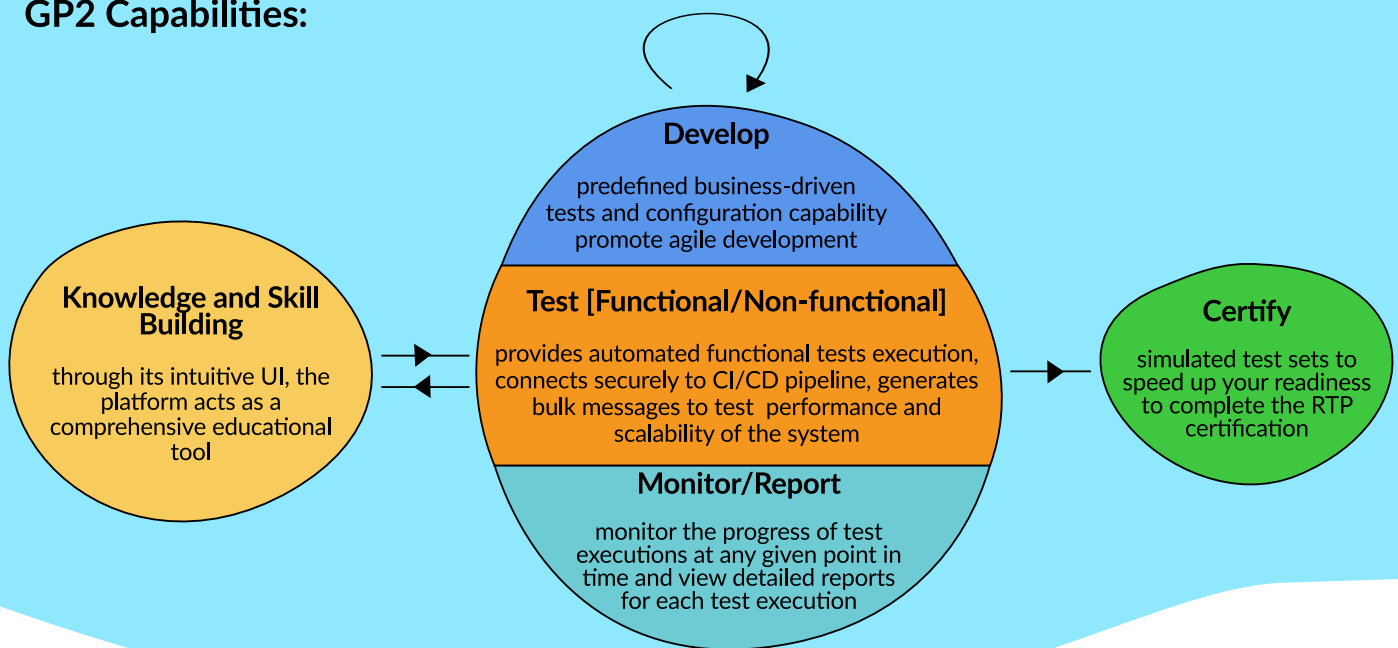 GP2 Capabilities:
Develop
predefined business-driven
tests and configuration capability
promote agile development
Knowledge and Skill
Building
through its intuitive UI, the
platform acts as a
comprehensive educational
tool
Test [Functional/Non-functional]
provides automated functional tests execution,
connects securely to CI/CD pipeline, generates
bulk messages to test performance and
scalability of the system
Monitor/Report
monitor the progress of test
executions at any given point in
time and view detailed reports
for each test execution
Certify
simulated test sets to
speed up your readiness
to complete the RTP
certification